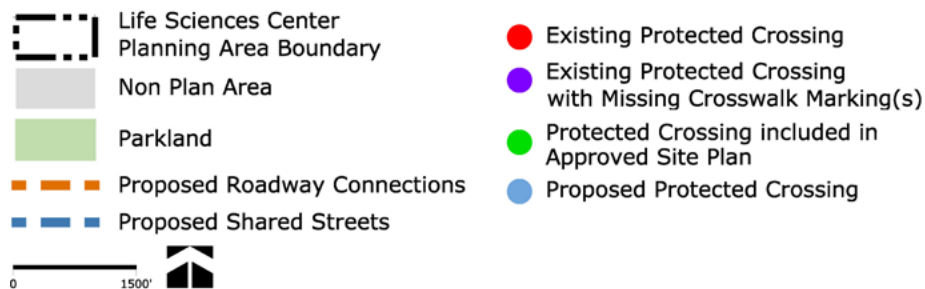 Life Sciences Center
Planning Area Boundary
Non Plan Area
Parkland
Proposed Roadway Connections
Proposed Shared Streets
0 1500'
Existing Protected Crossing
Existing Protected Crossing
with Missing Crosswalk Marking(s)
Protected Crossing included in
Approved Site Plan
Proposed Protected Crossing